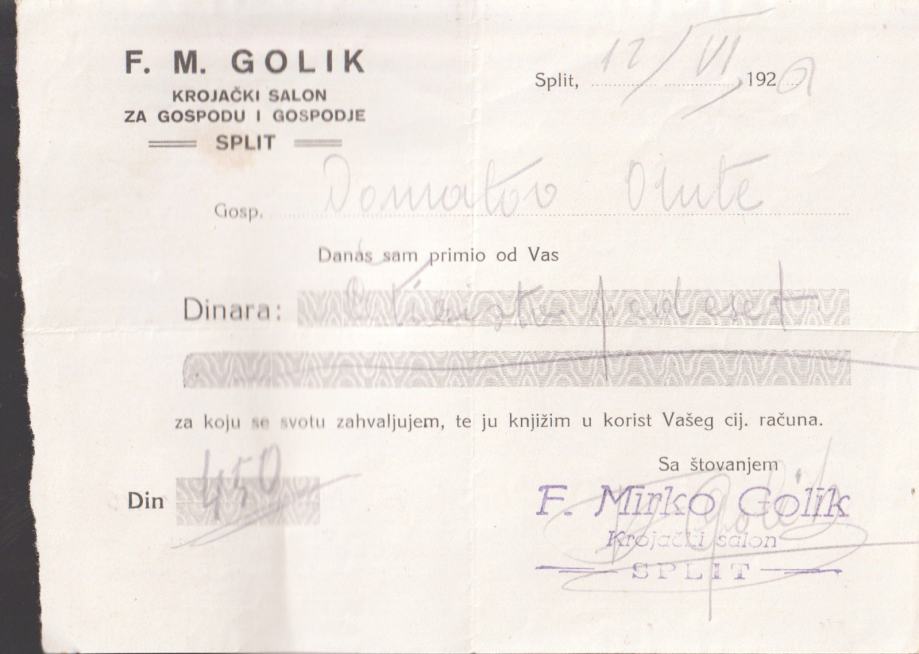 F. M. GOLIK
KROJAČKI SALON
ZA GOSPODU I GOSPODJE
SPLIT
Split, 12/VI 192
Gosp. Domatov
Danas sam primio od Vas
Dinara: pedeset
za koju se svotu zahvaljujem, te ju knjižim u korist Vašeg cij. računa.
Din 450
Sa štovanjem
F. Mirko Golik
Krojački salon
SPLIT